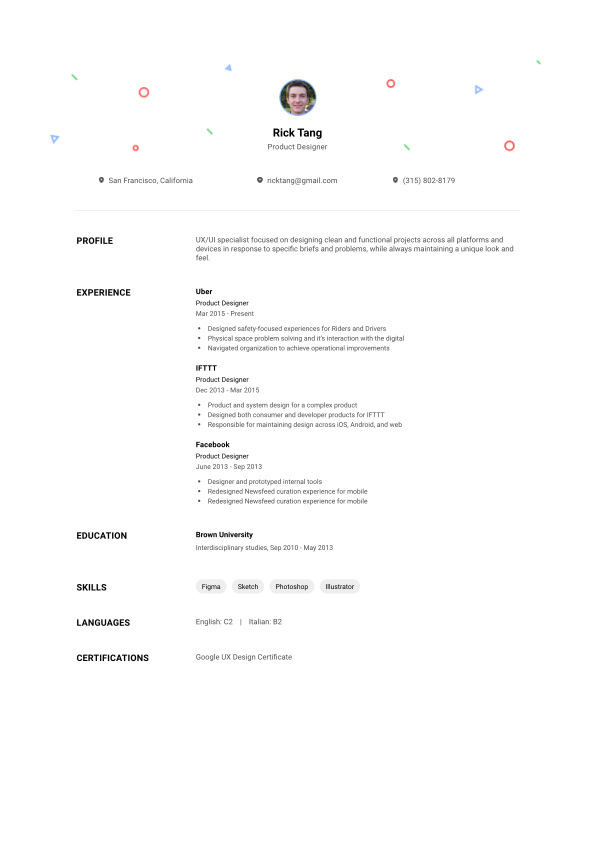 Rick Tang
Product Designer
San Francisco, California
ricktang@gmail.com
(315) 802-8179
PROFILE
UX/UI specialist focused on designing clean and functional projects across all platforms and
devices in response to specific briefs and problems, while always maintaining a unique look and
feel.
EXPERIENCE
Uber
Product Designer
Mar 2015 - Present
• Designed safety-focused experiences for Riders and Drivers
• Physical space problem solving and it's interaction with the digital
• Navigated organization to achieve operational improvements
IFTTT
Product Designer
Dec 2013 - Mar 2015
• Product and system design for a complex product
• Designed both consumer and developer products for IFTTT
• Responsible for maintaining design across iOS, Android, and web
Facebook
Product Designer
June 2013 - Sep 2013
• Designer and prototyped internal tools
• Redesigned Newsfeed curation experience for mobile
• Redesigned Newsfeed curation experience for mobile
EDUCATION
Brown University
Interdisciplinary studies, Sep 2010 - May 2013
SKILLS
Figma Sketch Photoshop Illustrator
LANGUAGES
English: C2 | Italian: B2
CERTIFICATIONS
Google UX Design Certificate